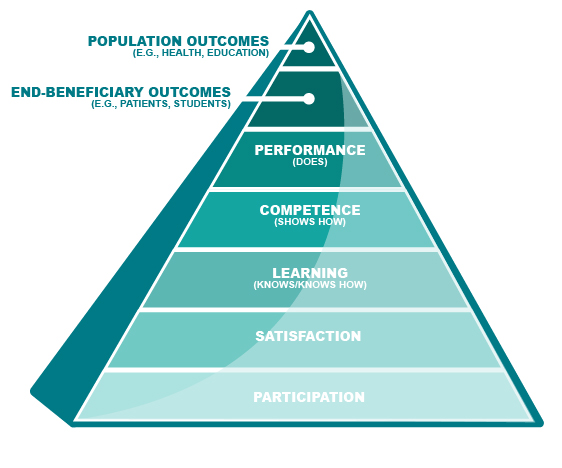 POPULATION OUTCOMES
(E.G., HEALTH, EDUCATION)
END-BENEFICIARY OUTCOMES
(E.G., PATIENTS, STUDENTS)
PERFORMANCE
(DOES)
COMPETENCE
(SHOWS HOW)
LEARNING
(KNOWS/KNOWS HOW)
SATISFACTION
PARTICIPATION